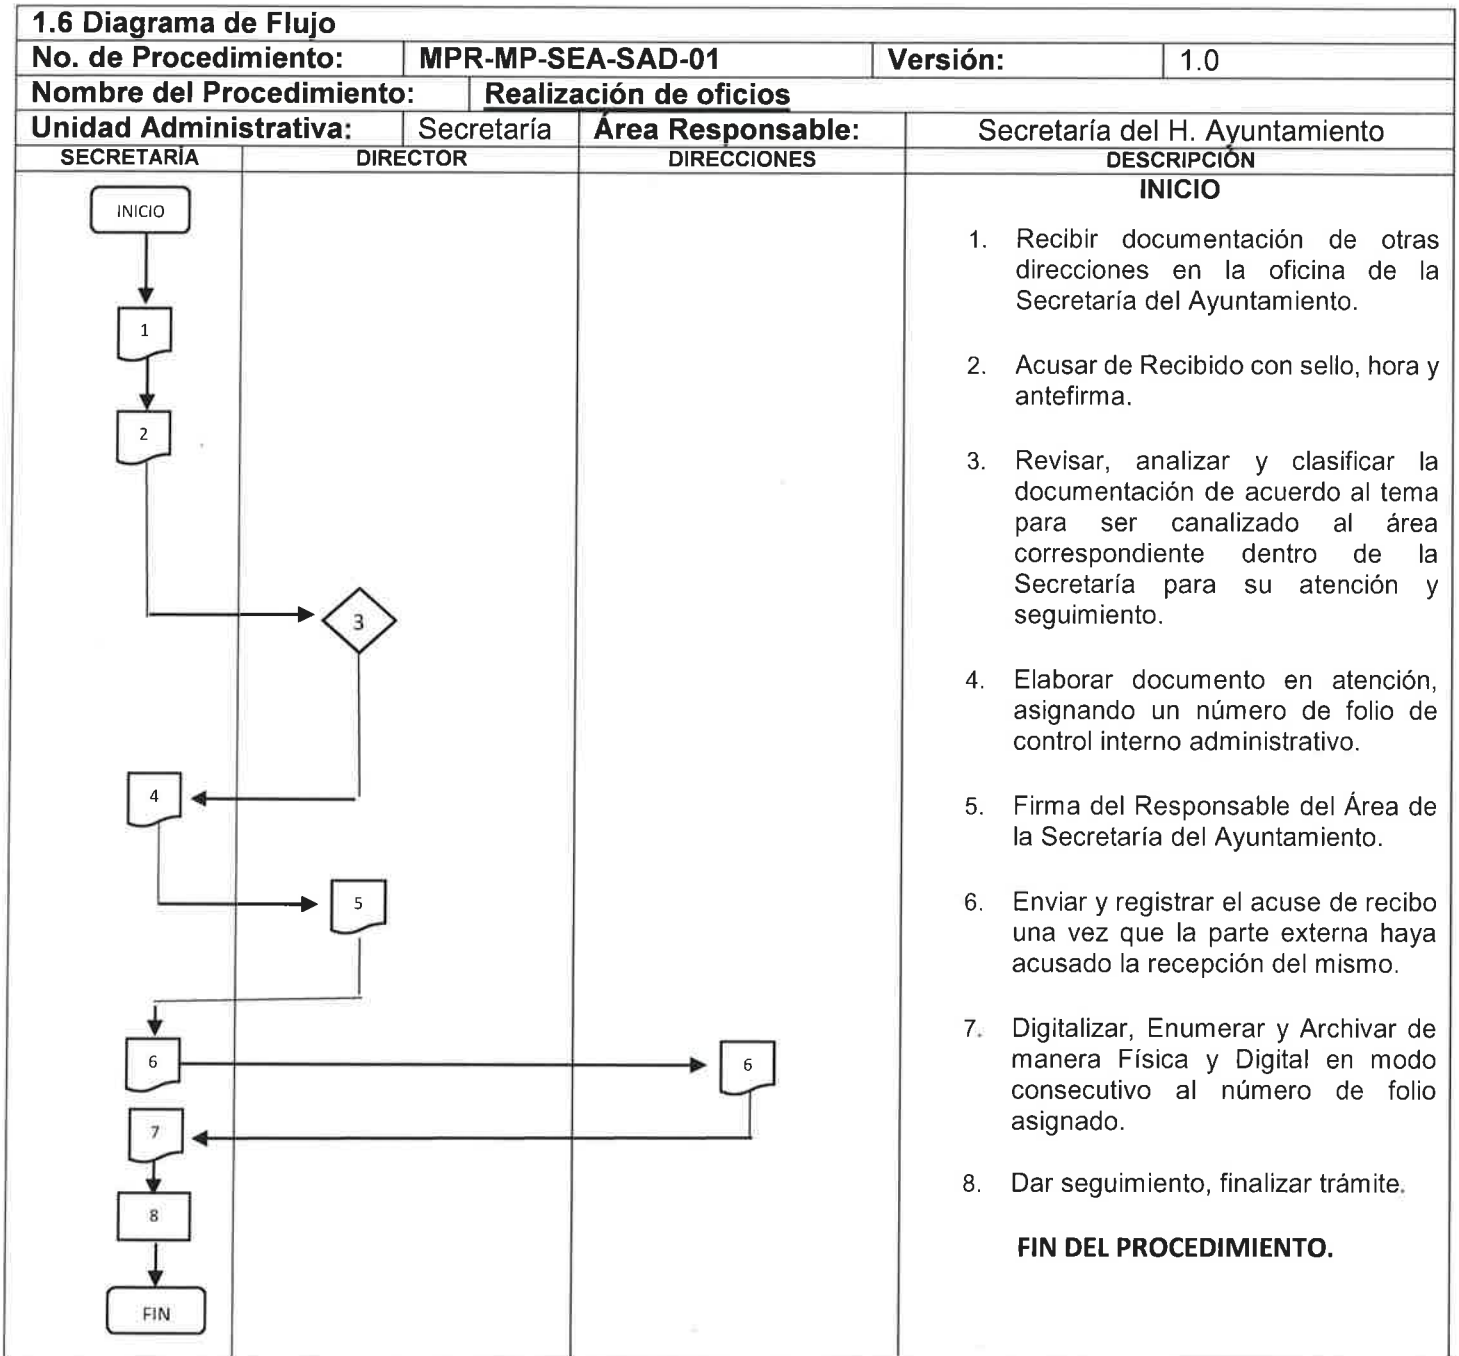 1.6 Diagrama de Flujo
No. de Procedimiento: MPR-MP-SEA-SAD-01 Versión: 1.0
Nombre del Procedimiento: Realización de oficios
Unidad Administrativa: Secretaría Área Responsable: Secretaría del H. Ayuntamiento
SECRETARÍA DIRECTOR DIRECCIONES DESCRIPCIÓN
INICIO
1
2
3
4
5
6 6
7
8
FIN
INICIO
1. Recibir documentación de otras
direcciones en la oficina de la
Secretaría del Ayuntamiento.
2. Acusar de Recibido con sello, hora y
antefirma.
3. Revisar, analizar y clasificar la
documentación de acuerdo al tema
para ser canalizado al área
correspondiente dentro de la
Secretaría para su atención y
seguimiento.
4. Elaborar documento en atención,
asignando un número de folio de
control interno administrativo.
5. Firma del Responsable del Área de
la Secretaría del Ayuntamiento.
6. Enviar y registrar el acuse de recibo
una vez que la parte externa haya
acusado la recepción del mismo.
7. Digitalizar, Enumerar y Archivar de
manera Física y Digital en modo
consecutivo al número de folio
asignado.
8. Dar seguimiento, finalizar trámite.
FIN DEL PROCEDIMIENTO.